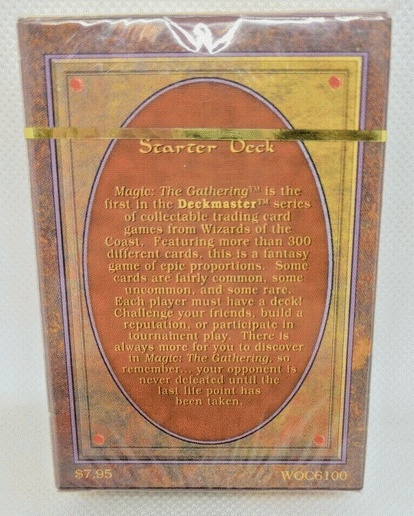 Starter Deck
Magic: The Gathering™ is the
first in the Deckmaster™ series
of collectable trading card
games from Wizards of the
Coast. Featuring more than 300
different cards, this is a fantasy
game of epic proportions. Some
cards are fairly common, some
uncommon, and some rare.
Each player must have a deck!
Challenge your friends, build a
reputation, or participate in
tournament play. There is
always more for you to discover
in Magic: The Gathering, so
remember... your opponent is
never defeated until the
last life point has
been taken.
$7.95 WOC6100